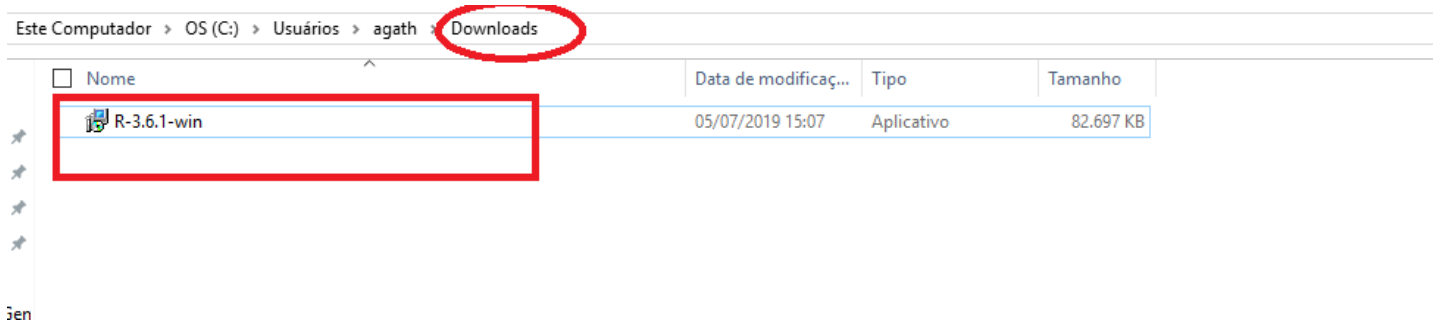 Este Computador > OS (C:) > Usuários > agath > Downloads
Nome Data de modificaç... Tipo Tamanho
R-3.6.1-win 05/07/2019 15:07 Aplicativo 82.697 KB
Gen